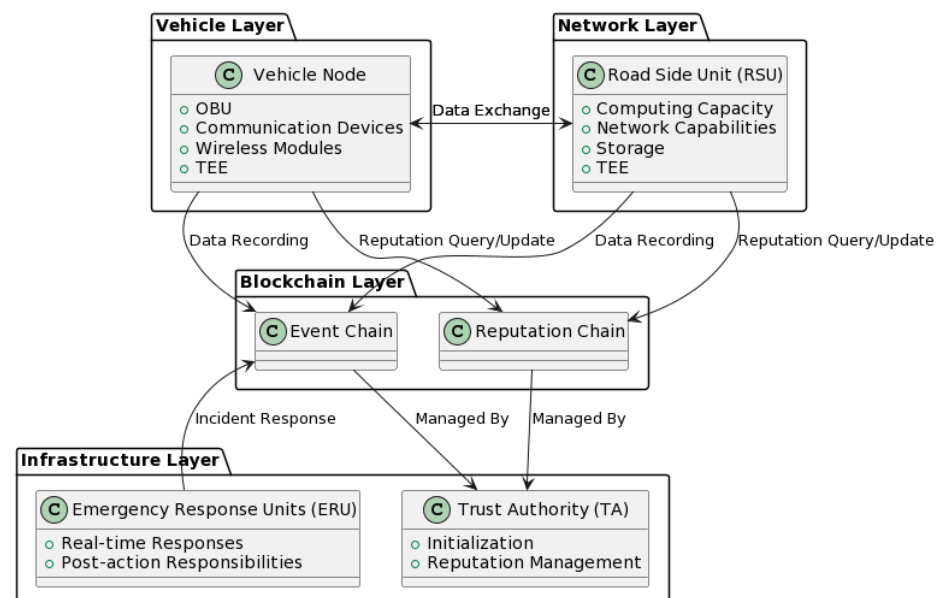 Vehicle Layer
C Vehicle Node
OBU
Communication Devices
Wireless Modules
TEE
Data Exchange
Network Layer
C Road Side Unit (RSU)
Computing Capacity
Network Capabilities
Storage
TEE
Data Recording
Reputation Query/Update
Data Recording
Reputation Query/Update
Blockchain Layer
C Event Chain
C Reputation Chain
Incident Response
Managed By
Managed By
Infrastructure Layer
C Emergency Response Units (ERU)
Real-time Responses
Post-action Responsibilities
C Trust Authority (TA)
Initialization
Reputation Management